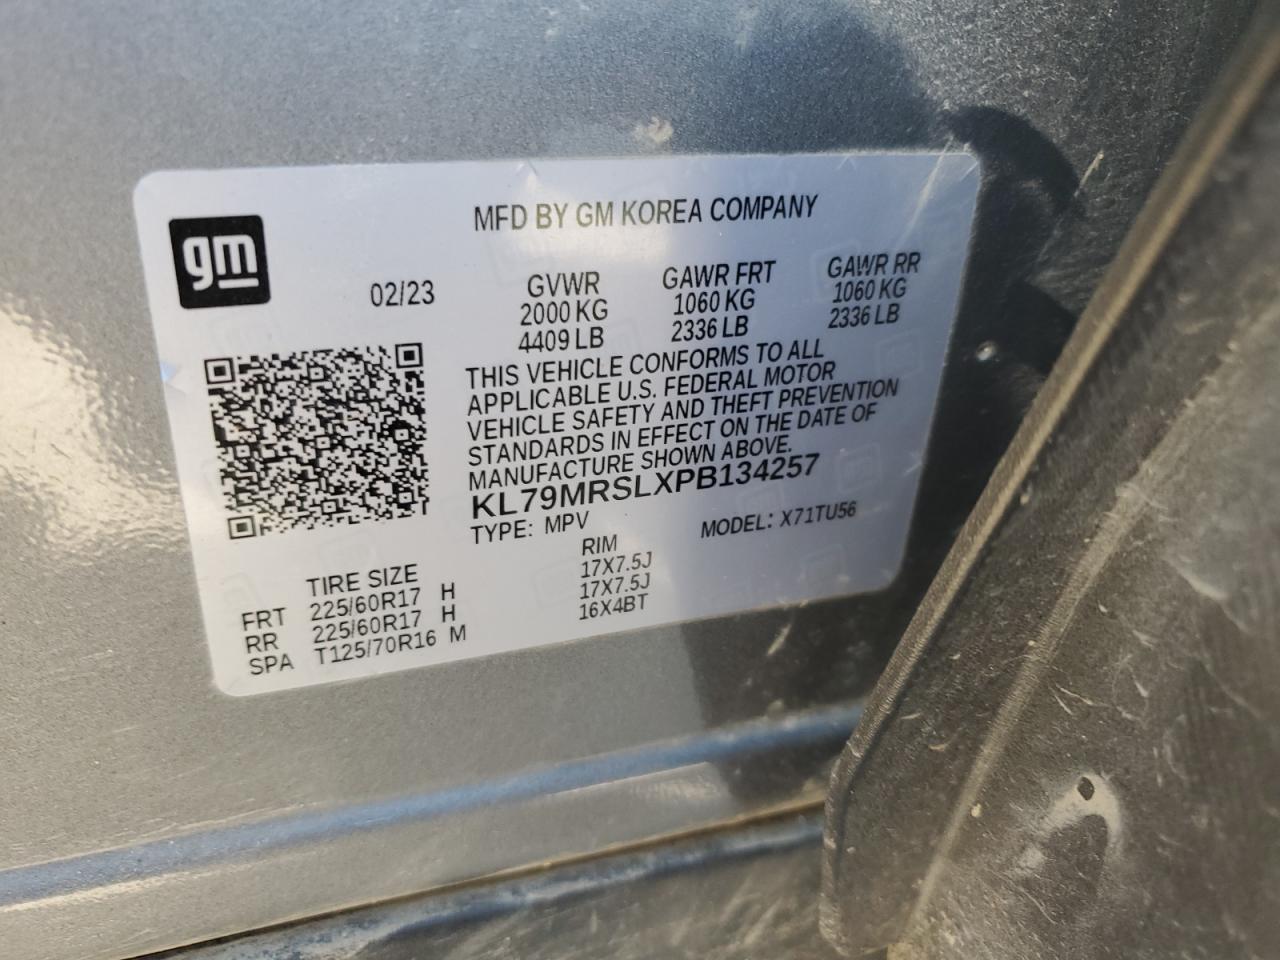 gm
MFD BY GM KOREA COMPANY
02/23
GVWR GAWR FRT GAWR RR
2000 KG 1060 KG 1060 KG
4409 LB 2336 LB 2336 LB
THIS VEHICLE CONFORMS TO ALL
APPLICABLE U.S. FEDERAL MOTOR
VEHICLE SAFETY AND THEFT PREVENTION
STANDARDS IN EFFECT ON THE DATE OF
MANUFACTURE SHOWN ABOVE.
KL79MRSLXPB134257
TYPE: MPV MODEL: X71TU56
TIRE SIZE RIM
FRT 225/60R17 H 17X7.5J
RR 225/60R17 H 17X7.5J
SPA T125/70R16 M 16X4BT